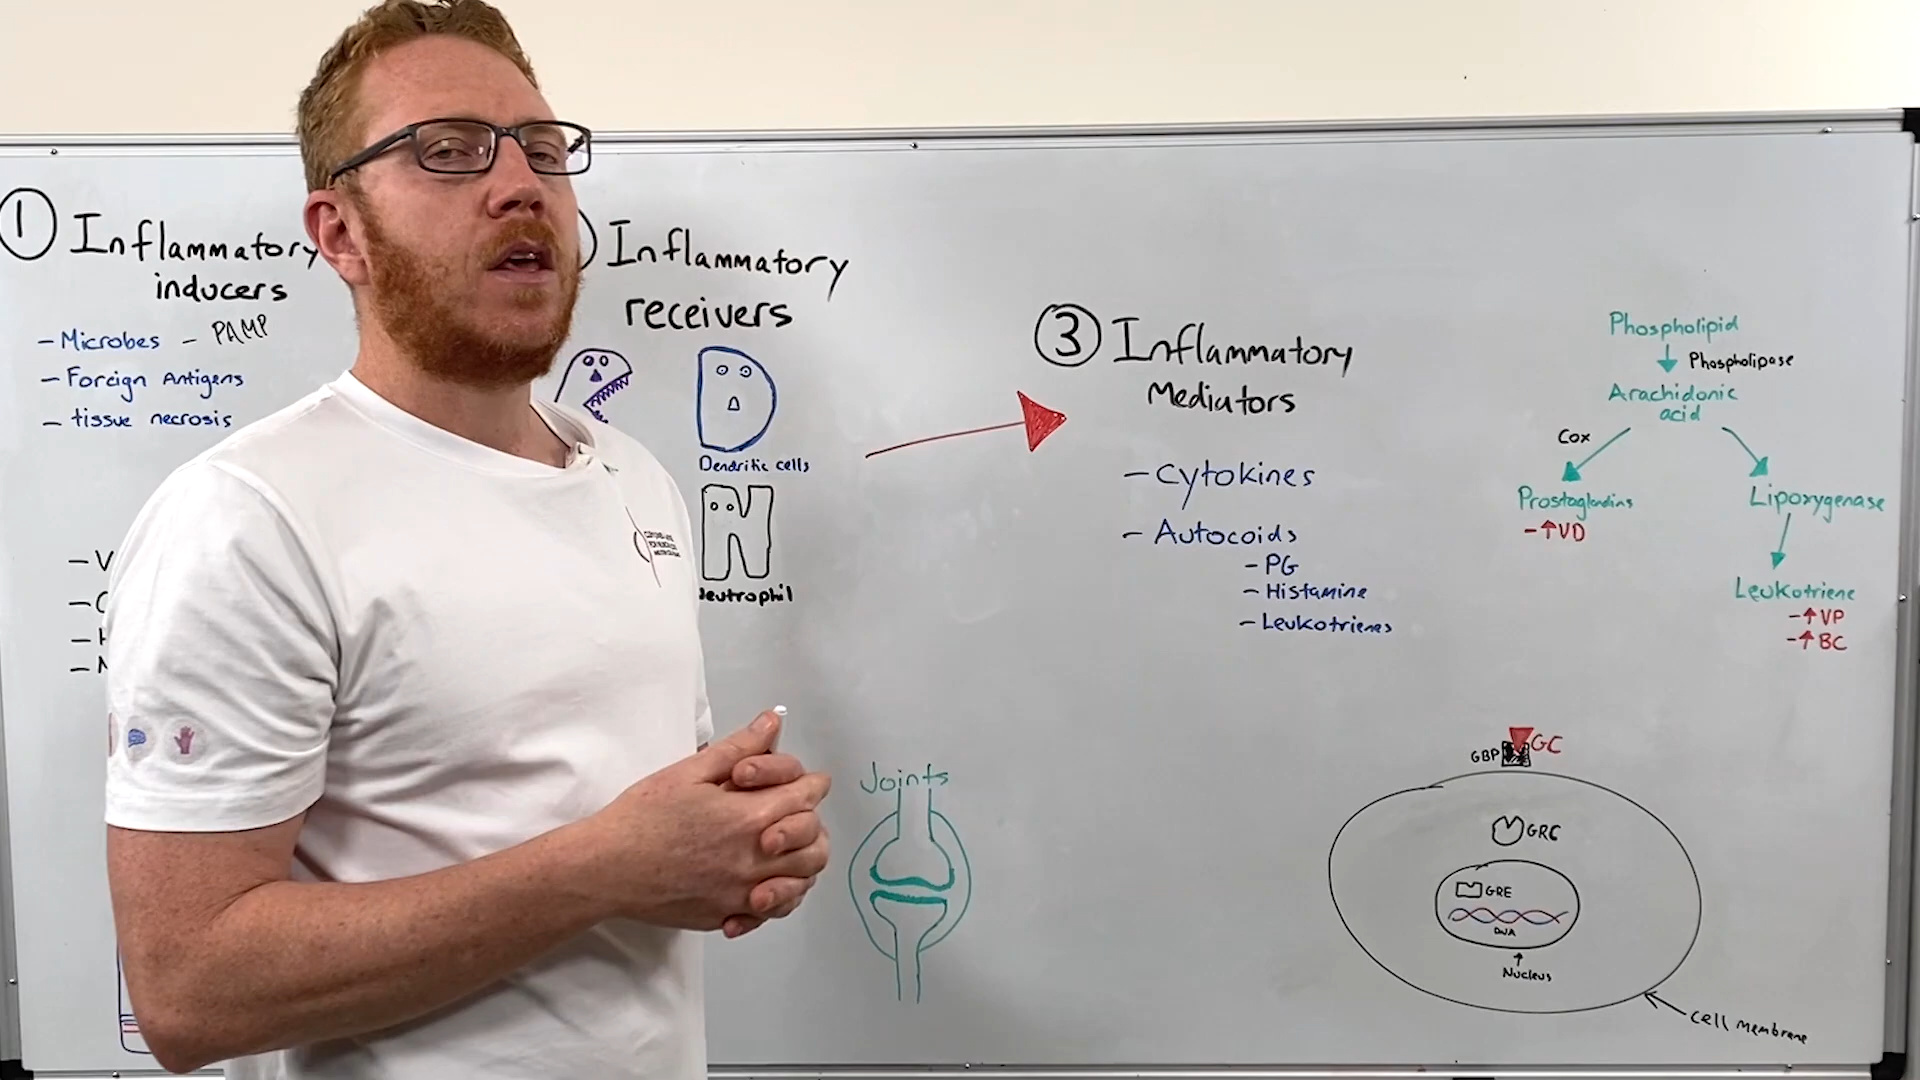 1 Inflammatory
inducers
- Microbes - PAMP
- Foreign Antigens
- tissue necrosis
Inflammatory
receivers
Dendritic cells
eutrophil
3 Inflammatory
Mediators
- Cytokines
- Autocoids
- PG
- Histamine
- Leukotrienes
Phospholipid
Phospholipase
Arachidonic
acid
Cox
Prostaglandins
- ↑VD
Lipoxygenase
Leukotriene
- ↑VP
- ↑BC
Joints
GBP GC
GRC
GRE
DNA
↑
Nucleus
cell membrane